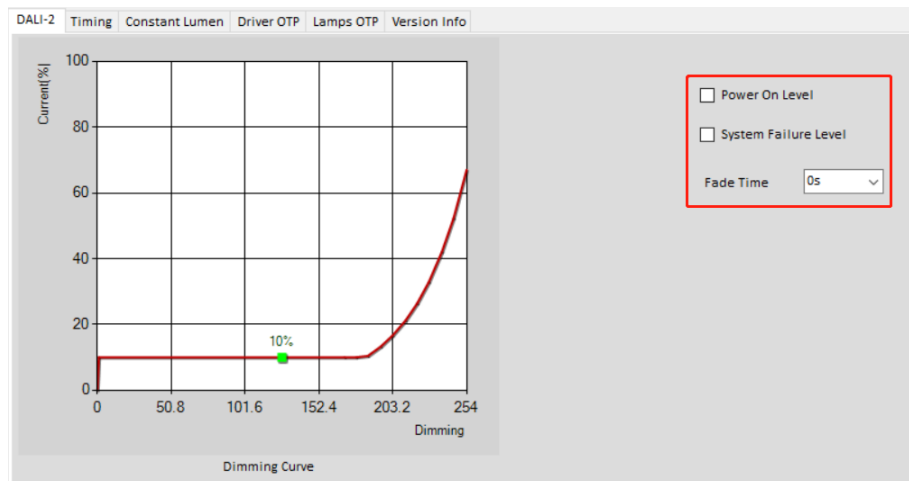 DALI-2 Timing Constant Lumen Driver OTP Lamps OTP Version Info
Current(%)
100
80
60
40
20
0
10%
0 50.8 101.6 152.4 203.2 254
Dimming
Dimming Curve
Power On Level
System Failure Level
Fade Time 0s